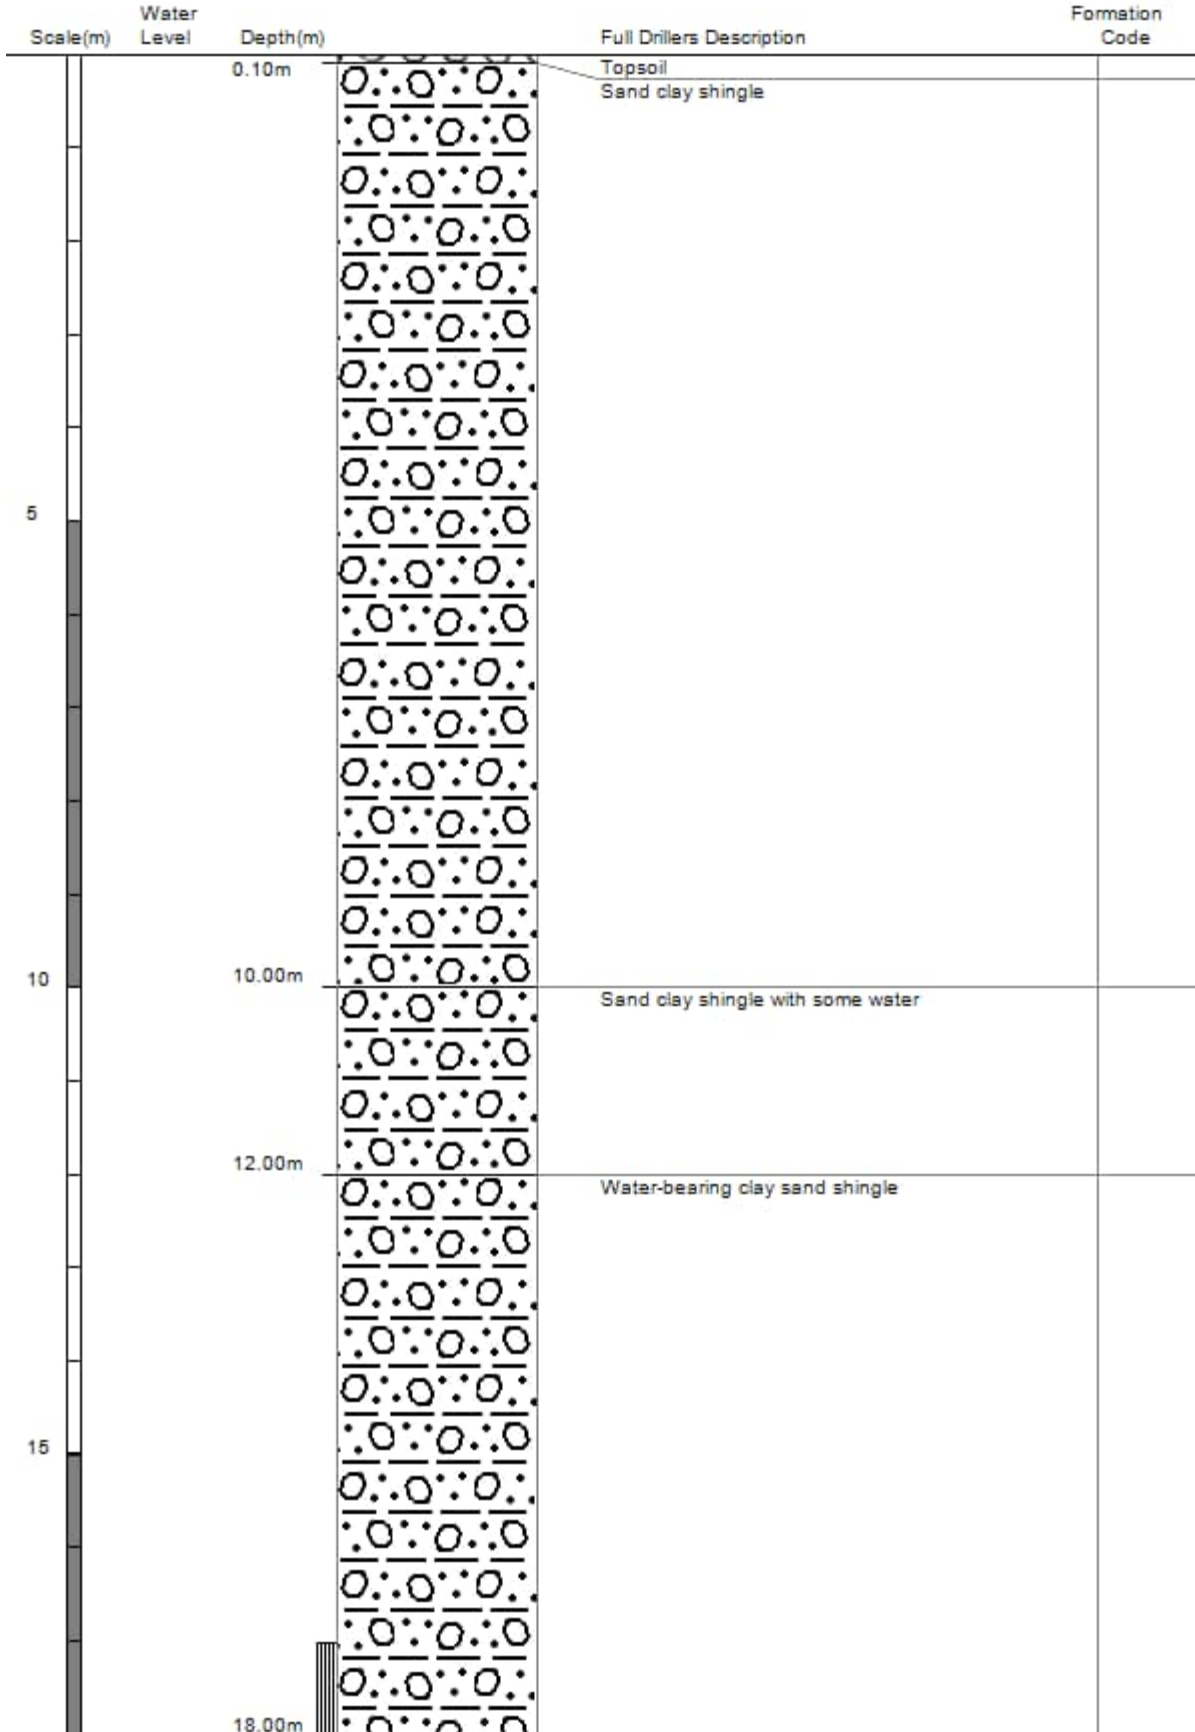 Water Formation
Scale(m) Level Depth(m) Full Drillers Description Code
0.10m Topsoil
Sand clay shingle
5
10 10.00m
Sand clay shingle with some water
12.00m
Water-bearing clay sand shingle
15
18.00m